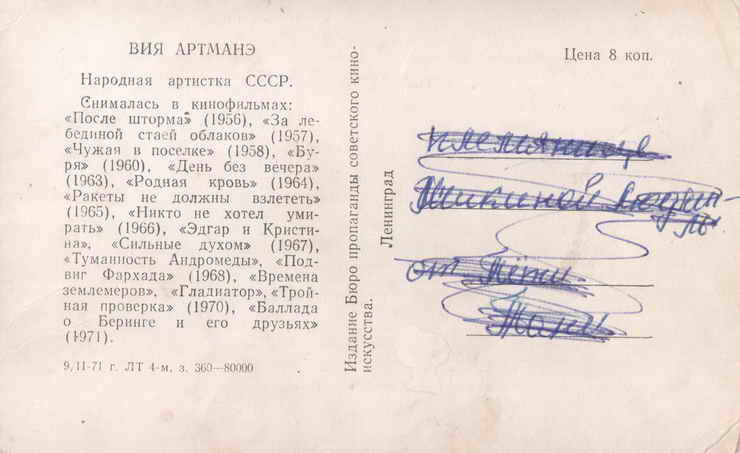 ВИЯ АРТМАНЭ
Народная артистка СССР.
Снималась в кинофильмах:
«После шторма» (1956), «За ле-
бединой стаей облаков» (1957),
«Чужая в поселке» (1958), «Бу-
ря» (1960), «День без вечера»
(1963), «Родная кровь» (1964),
«Ракеты не должны взлететь»
(1965), «Никто не хотел уми-
рать» (1966), «Эдгар и Кристи-
на», «Сильные духом» (1967),
«Туманность Андромеды», «Под-
виг Фархада» (1968), «Времена
землемеров», «Гладиатор», «Трой-
ная проверка» (1970), «Баллада
о Беринге и его друзьях»
(1971).
9/II-71 г. ЛТ 4-м, з. 360—80000
Издание Бюро пропаганды советского кино-
искусства.
Ленинград
Цена 8 коп.
племяннице
от тёти